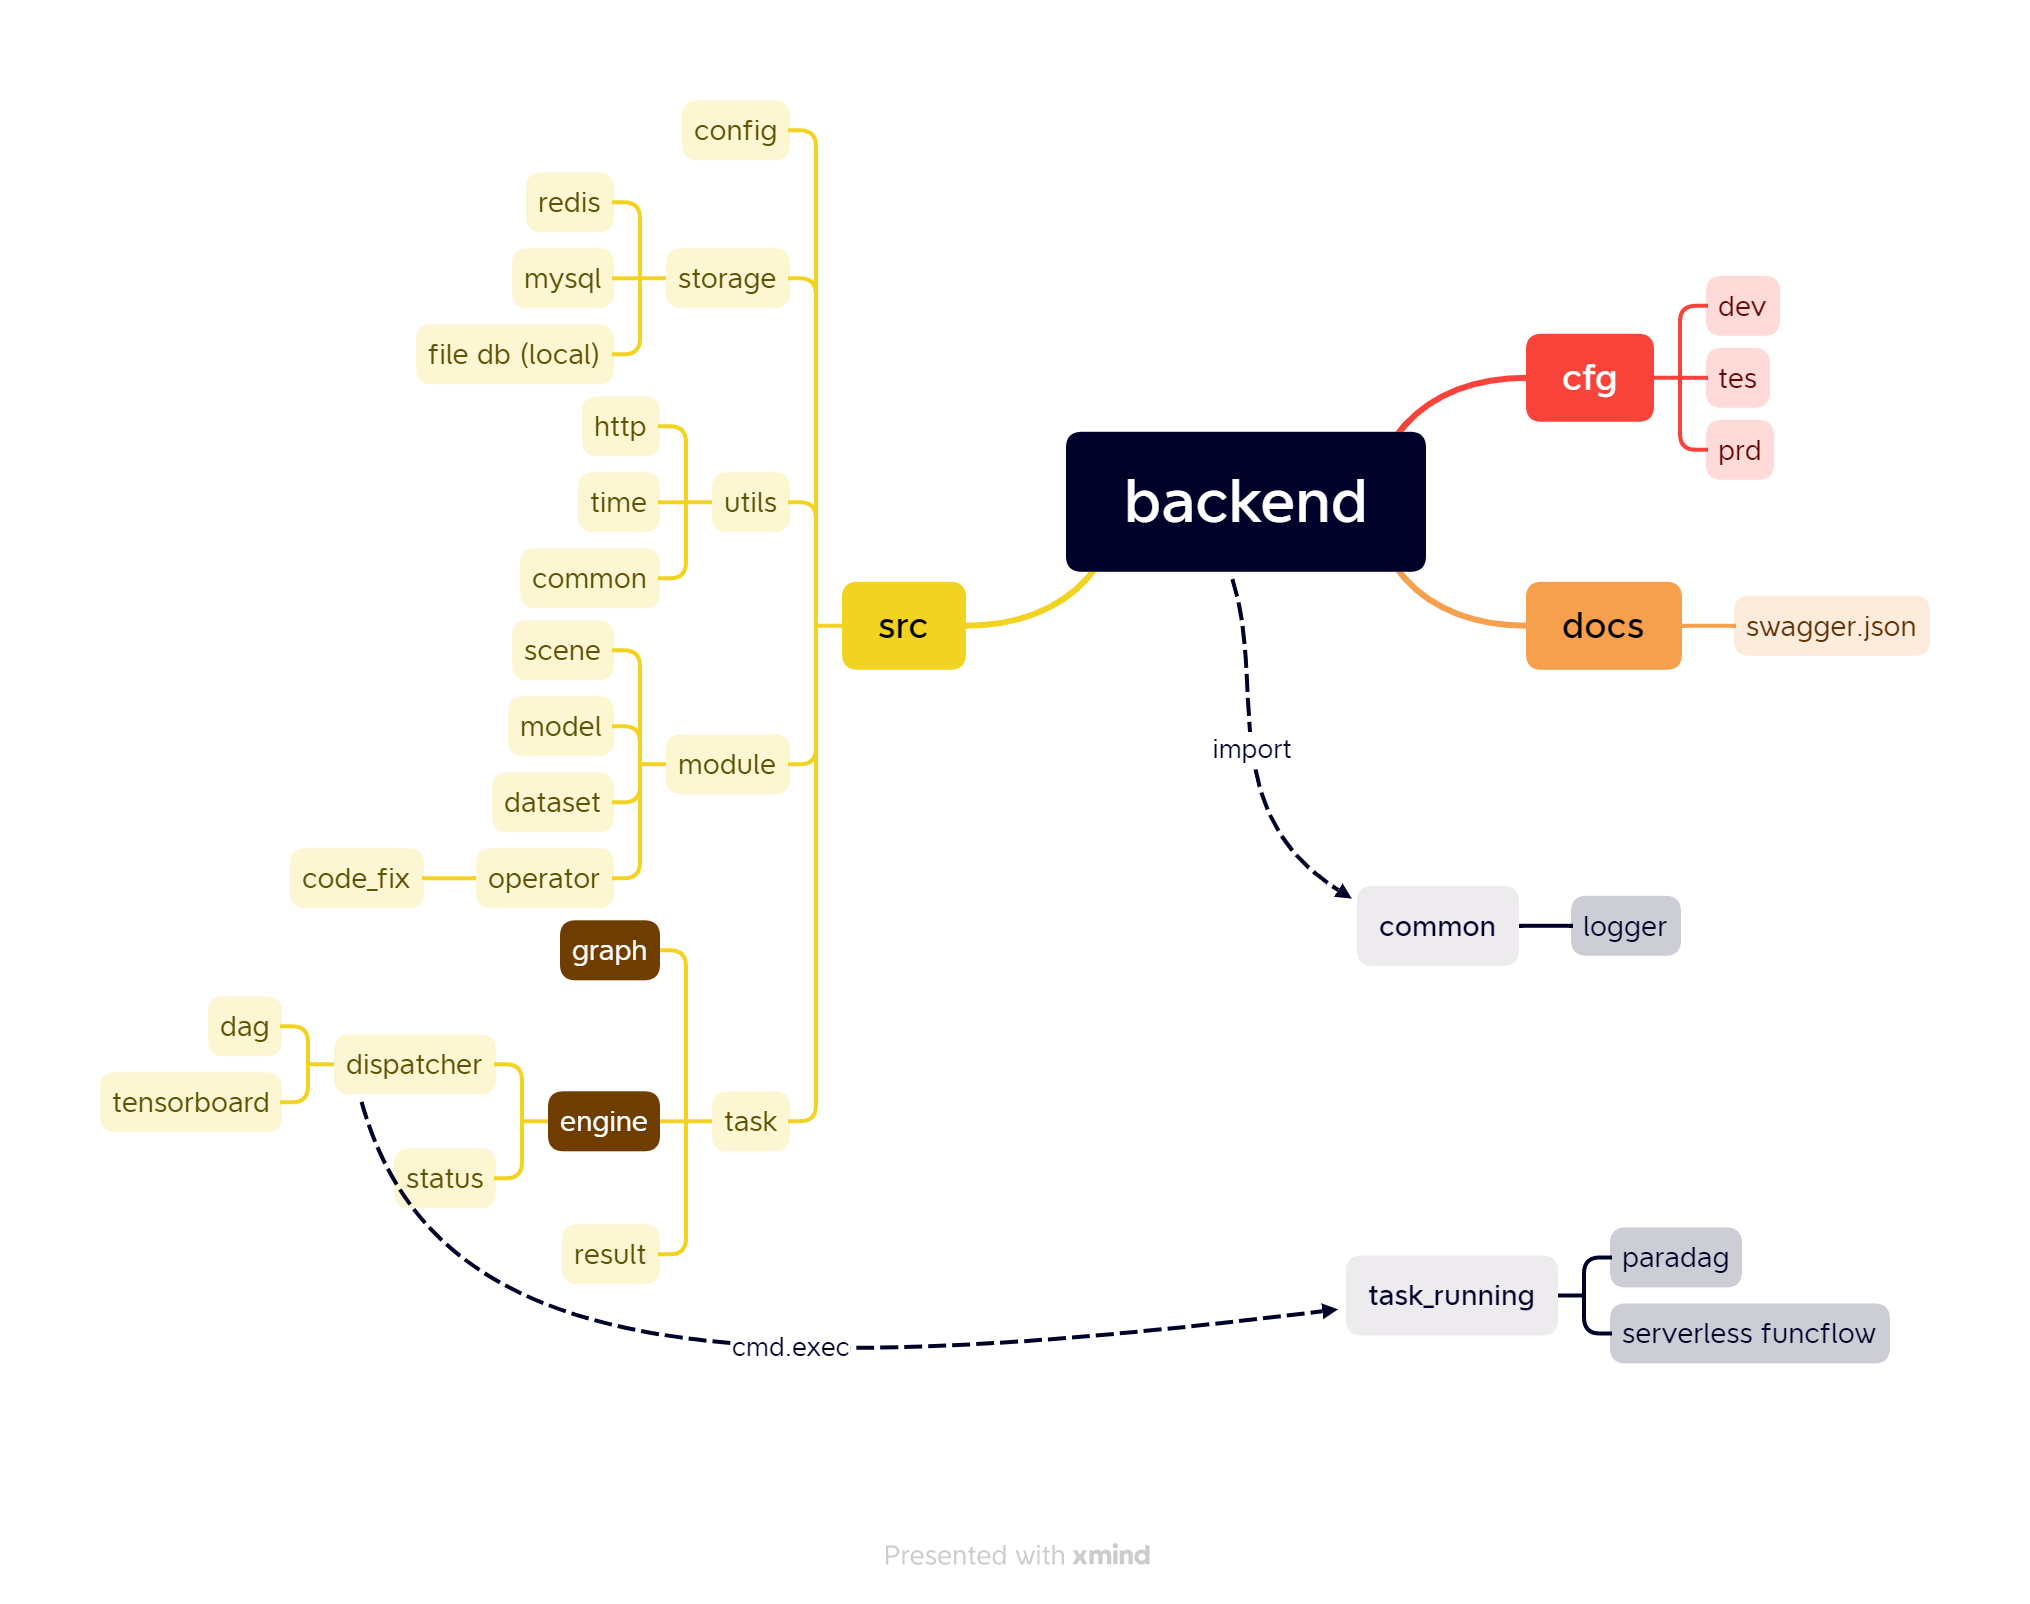 config
redis
mysql
storage
file db (local)
http
time
utils
common
scene
model
module
dataset
code_fix
operator
graph
dag
dispatcher
tensorboard
engine
task
status
result
src
backend
cfg
dev
tes
prd
docs
swagger.json
import
common
logger
cmd.exec
task_running
paradag
serverless funcflow
Presented with xmind